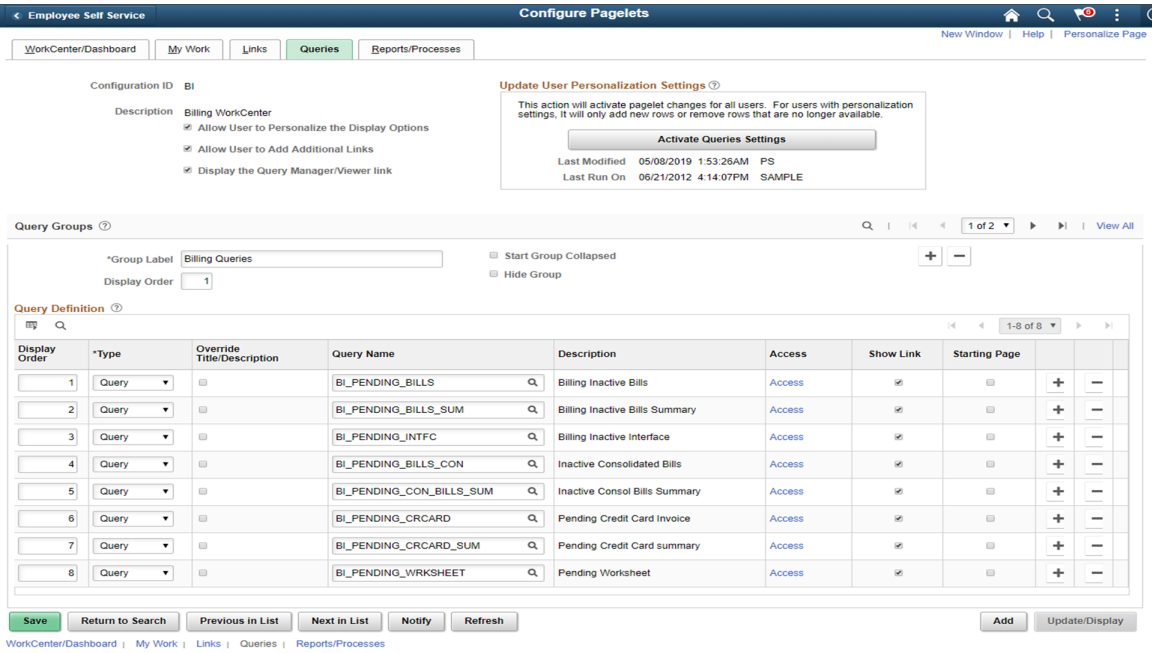 Employee Self Service
Configure Pagelets
6
New Window | Help | Personalize Page
WorkCenter/Dashboard My Work Links Queries Reports/Processes
Configuration ID BI
Description Billing WorkCenter
Allow User to Personalize the Display Options
Allow User to Add Additional Links
Display the Query Manager/Viewer link
Update User Personalization Settings
This action will activate pagelet changes for all users. For users with personalization
settings, It will only add new rows or remove rows that are no longer available.
Activate Queries Settings
Last Modified 05/08/2019 1:53:26AM PS
Last Run On 06/21/2012 4:14:07PM SAMPLE
Query Groups 1 of 2 | View All
*Group Label Billing Queries Start Group Collapsed
Display Order 1 Hide Group
Query Definition
1-8 of 8
Display Order *Type Override Title/Description Query Name Description Access Show Link Starting Page
1 Query BI_PENDING_BILLS Billing Inactive Bills Access
2 Query BI_PENDING_BILLS_SUM Billing Inactive Bills Summary Access
3 Query BI_PENDING_INTFC Billing Inactive Interface Access
4 Query BI_PENDING_BILLS_CON Inactive Consolidated Bills Access
5 Query BI_PENDING_CON_BILLS_SUM Inactive Consol Bills Summary Access
6 Query BI_PENDING_CRCARD Pending Credit Card Invoice Access
7 Query BI_PENDING_CRCARD_SUM Pending Credit Card summary Access
8 Query BI_PENDING_WRKSHEET Pending Worksheet Access
Save Return to Search Previous in List Next in List Notify Refresh Add Update/Display
WorkCenter/Dashboard | My Work | Links | Queries | Reports/Processes